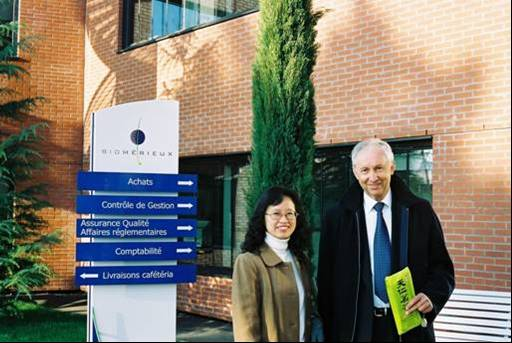 BIOMÉRIEUX
Achats
Contrôle de Gestion
Assurance Qualité
Affaires réglementaires
Comptabilité
Livraisons cafétéria